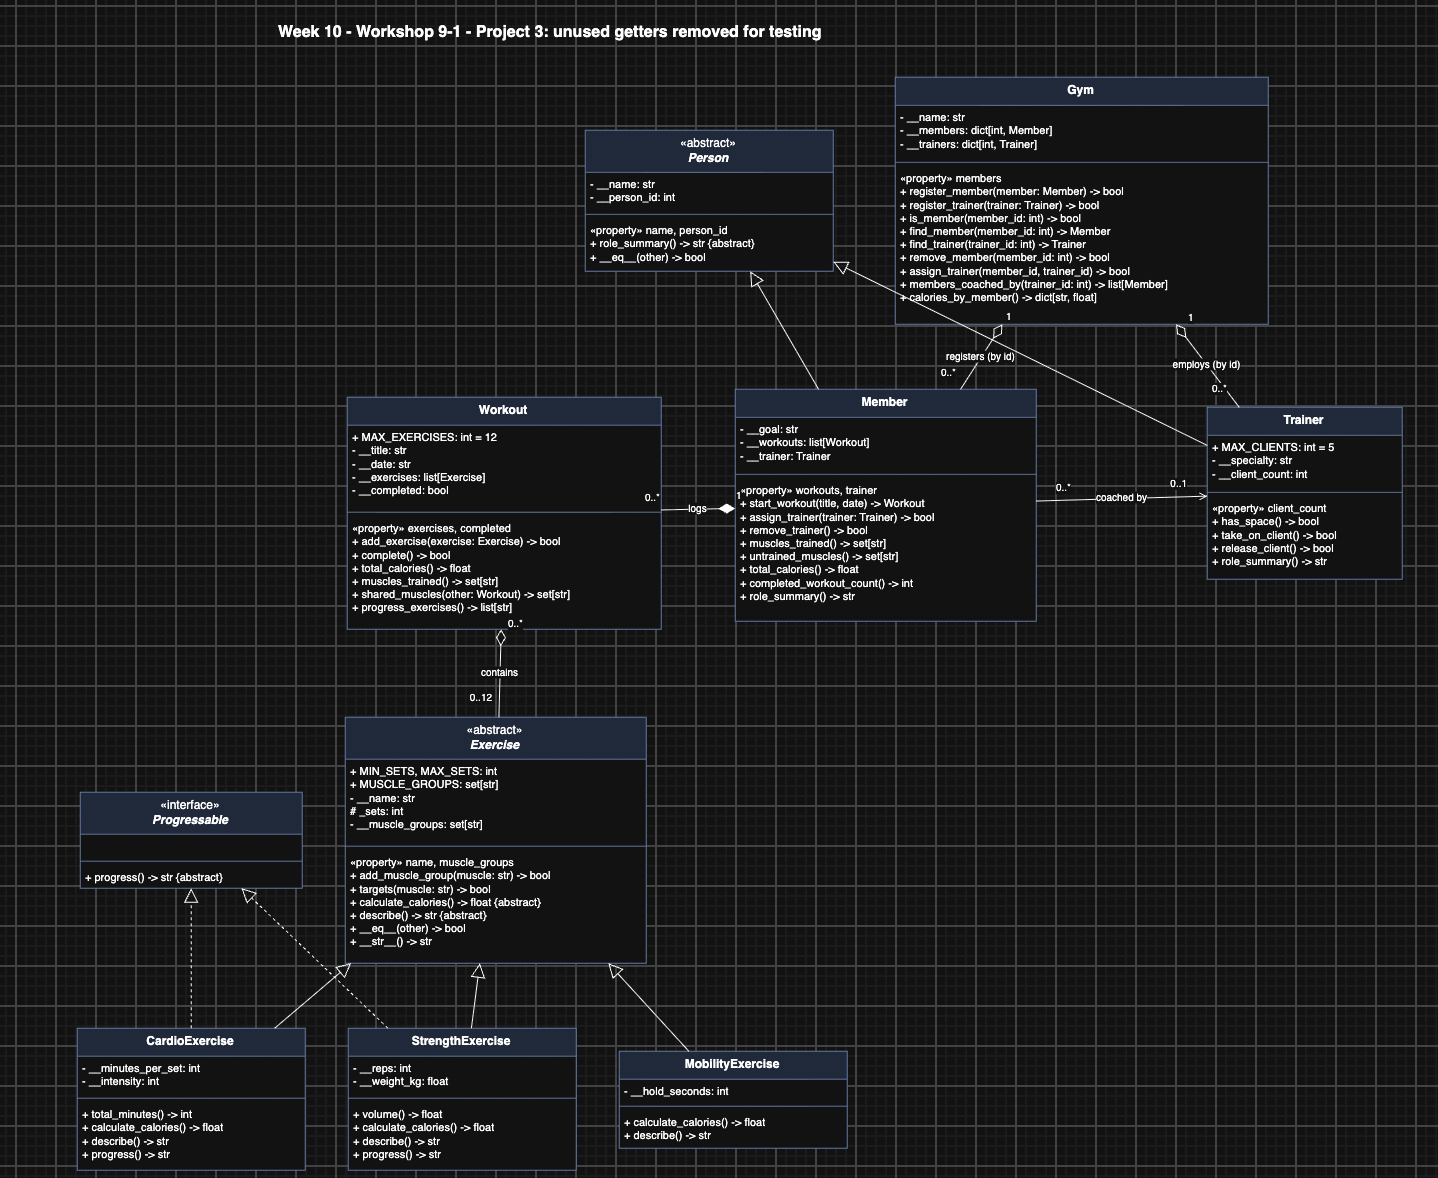 Week 10 - Workshop 9-1 - Project 3: unused getters removed for testing
Gym
- __name: str
- __members: dict[int, Member]
- __trainers: dict[int, Trainer]
«property» members
+ register_member(member: Member) -> bool
+ register_trainer(trainer: Trainer) -> bool
+ is_member(member_id: int) -> bool
+ find_member(member_id: int) -> Member
+ find_trainer(trainer_id: int) -> Trainer
+ remove_member(member_id: int) -> bool
+ assign_trainer(member_id, trainer_id) -> bool
+ members_coached_by(trainer_id: int) -> list[Member]
+ calories_by_member() -> dict[str, float]
«abstract»
Person
- __name: str
- __person_id: int
«property» name, person_id
+ role_summary() -> str {abstract}
+ __eq__(other) -> bool
1
registers (by id)
0..*
1
employs (by id)
0..*
Workout
+ MAX_EXERCISES: int = 12
- __title: str
- __date: str
- __exercises: list[Exercise]
- __completed: bool
«property» exercises, completed
+ add_exercise(exercise: Exercise) -> bool
+ complete() -> bool
+ total_calories() -> float
+ muscles_trained() -> set[str]
+ shared_muscles(other: Workout) -> set[str]
+ progress_exercises() -> list[str]
0..*
logs
1
Member
- __goal: str
- __workouts: list[Workout]
- __trainer: Trainer
«property» workouts, trainer
+ start_workout(title, date) -> Workout
+ assign_trainer(trainer: Trainer) -> bool
+ remove_trainer() -> bool
+ muscles_trained() -> set[str]
+ untrained_muscles() -> set[str]
+ total_calories() -> float
+ completed_workout_count() -> int
+ role_summary() -> str
0..*
coached by
0..1
Trainer
+ MAX_CLIENTS: int = 5
- __specialty: str
- __client_count: int
«property» client_count
+ has_space() -> bool
+ take_on_client() -> bool
+ release_client() -> bool
+ role_summary() -> str
0..*
contains
0..12
«abstract»
Exercise
+ MIN_SETS, MAX_SETS: int
+ MUSCLE_GROUPS: set[str]
- __name: str
# _sets: int
- __muscle_groups: set[str]
«property» name, muscle_groups
+ add_muscle_group(muscle: str) -> bool
+ targets(muscle: str) -> bool
+ calculate_calories() -> float {abstract}
+ describe() -> str {abstract}
+ __eq__(other) -> bool
+ __str__() -> str
«interface»
Progressable
+ progress() -> str {abstract}
CardioExercise
- __minutes_per_set: int
- __intensity: int
+ total_minutes() -> int
+ calculate_calories() -> float
+ describe() -> str
+ progress() -> str
StrengthExercise
- __reps: int
- __weight_kg: float
+ volume() -> float
+ calculate_calories() -> float
+ describe() -> str
+ progress() -> str
MobilityExercise
- __hold_seconds: int
+ calculate_calories() -> float
+ describe() -> str